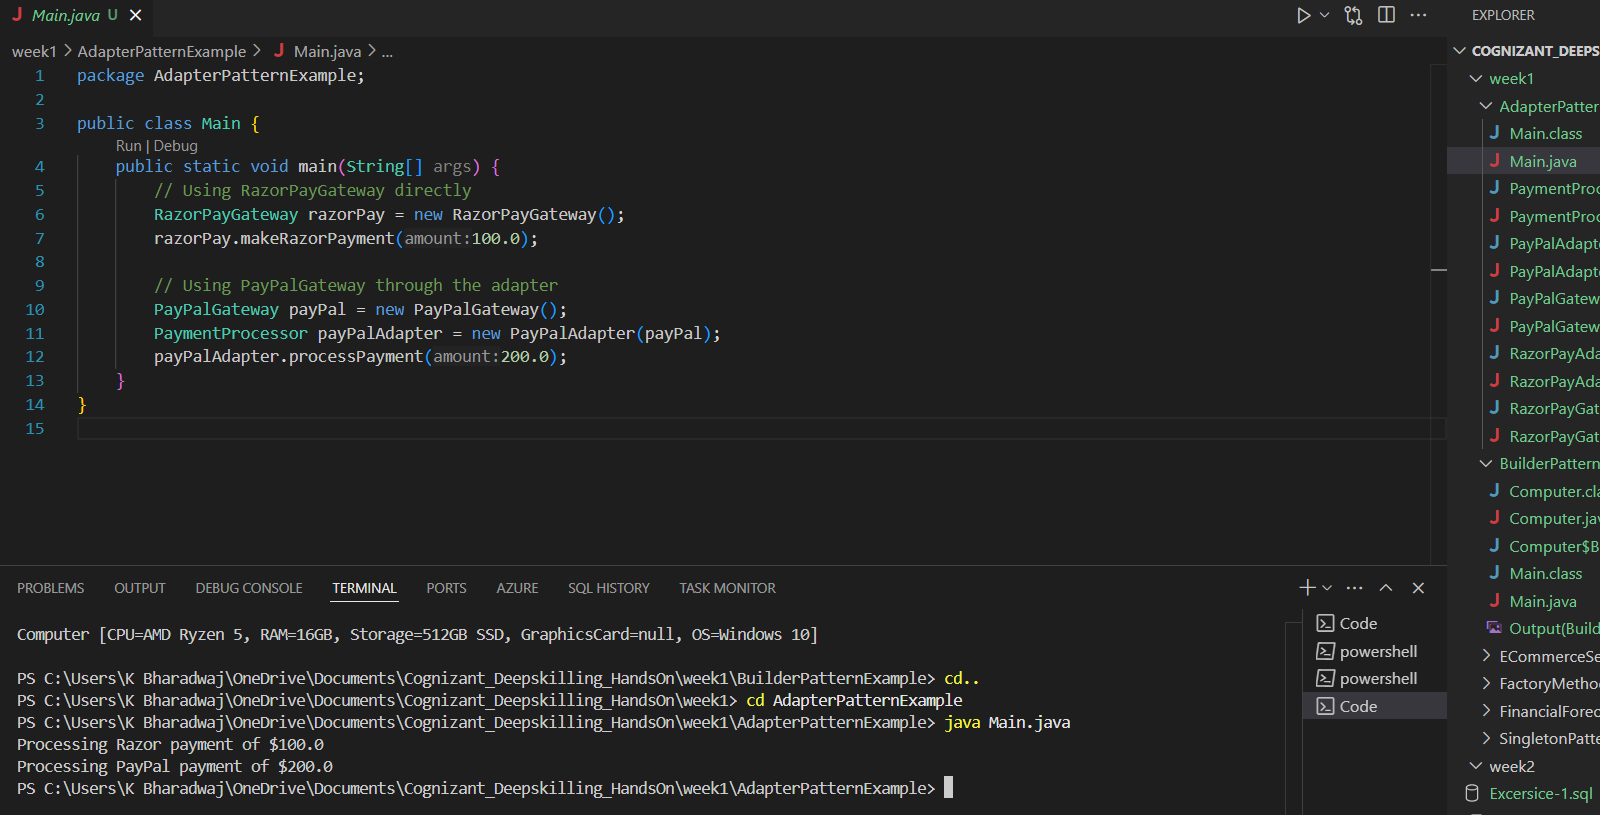 Main.java U
EXPLORER
week1 > AdapterPatternExample > Main.java > ...
1 package AdapterPatternExample;
2
3 public class Main {
Run | Debug
4 public static void main(String[] args) {
5 // Using RazorPayGateway directly
6 RazorPayGateway razorPay = new RazorPayGateway();
7 razorPay.makeRazorPayment(amount:100.0);
8
9 // Using PayPalGateway through the adapter
10 PayPalGateway payPal = new PayPalGateway();
11 PaymentProcessor payPalAdapter = new PayPalAdapter(payPal);
12 payPalAdapter.processPayment(amount:200.0);
13 }
14 }
15
COGNIZANT_DEEPS
week1
AdapterPatter
Main.class
Main.java
PaymentProc
PaymentProc
PayPalAdapt
PayPalAdapt
PayPalGatew
PayPalGatew
RazorPayAda
RazorPayAda
RazorPayGat
RazorPayGat
BuilderPattern
Computer.cla
Computer.jav
Computer$B
Main.class
Main.java
Output(Build
ECommerceSe
FactoryMetho
FinancialForec
SingletonPatte
week2
Excersice-1.sql
PROBLEMS OUTPUT DEBUG CONSOLE TERMINAL PORTS AZURE SQL HISTORY TASK MONITOR
Computer [CPU=AMD Ryzen 5, RAM=16GB, Storage=512GB SSD, GraphicsCard=null, OS=Windows 10]
PS C:\Users\K Bharadwaj\OneDrive\Documents\Cognizant_Deepskilling_HandsOn\week1\BuilderPatternExample> cd..
PS C:\Users\K Bharadwaj\OneDrive\Documents\Cognizant_Deepskilling_HandsOn\week1> cd AdapterPatternExample
PS C:\Users\K Bharadwaj\OneDrive\Documents\Cognizant_Deepskilling_HandsOn\week1\AdapterPatternExample> java Main.java
Processing Razor payment of $100.0
Processing PayPal payment of $200.0
PS C:\Users\K Bharadwaj\OneDrive\Documents\Cognizant_Deepskilling_HandsOn\week1\AdapterPatternExample>
Code
powershell
powershell
Code